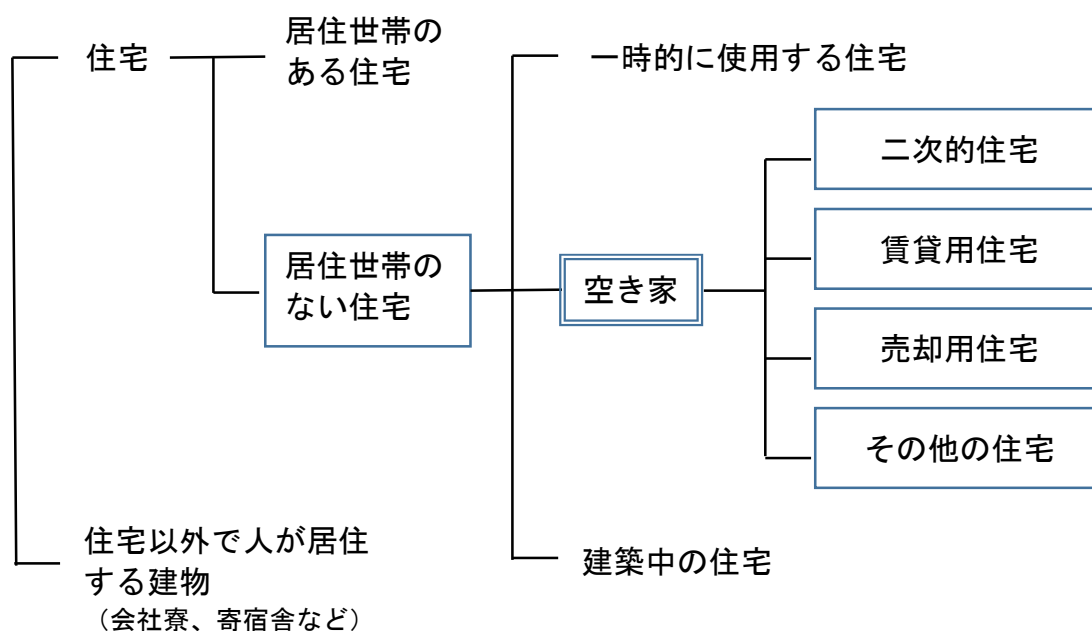 住宅
居住世帯の
ある住宅
一時的に使用する住宅
二次的住宅
賃貸用住宅
居住世帯の
ない住宅
空き家
売却用住宅
その他の住宅
住宅以外で人が居住
する建物
（会社寮、寄宿舎など）
建築中の住宅